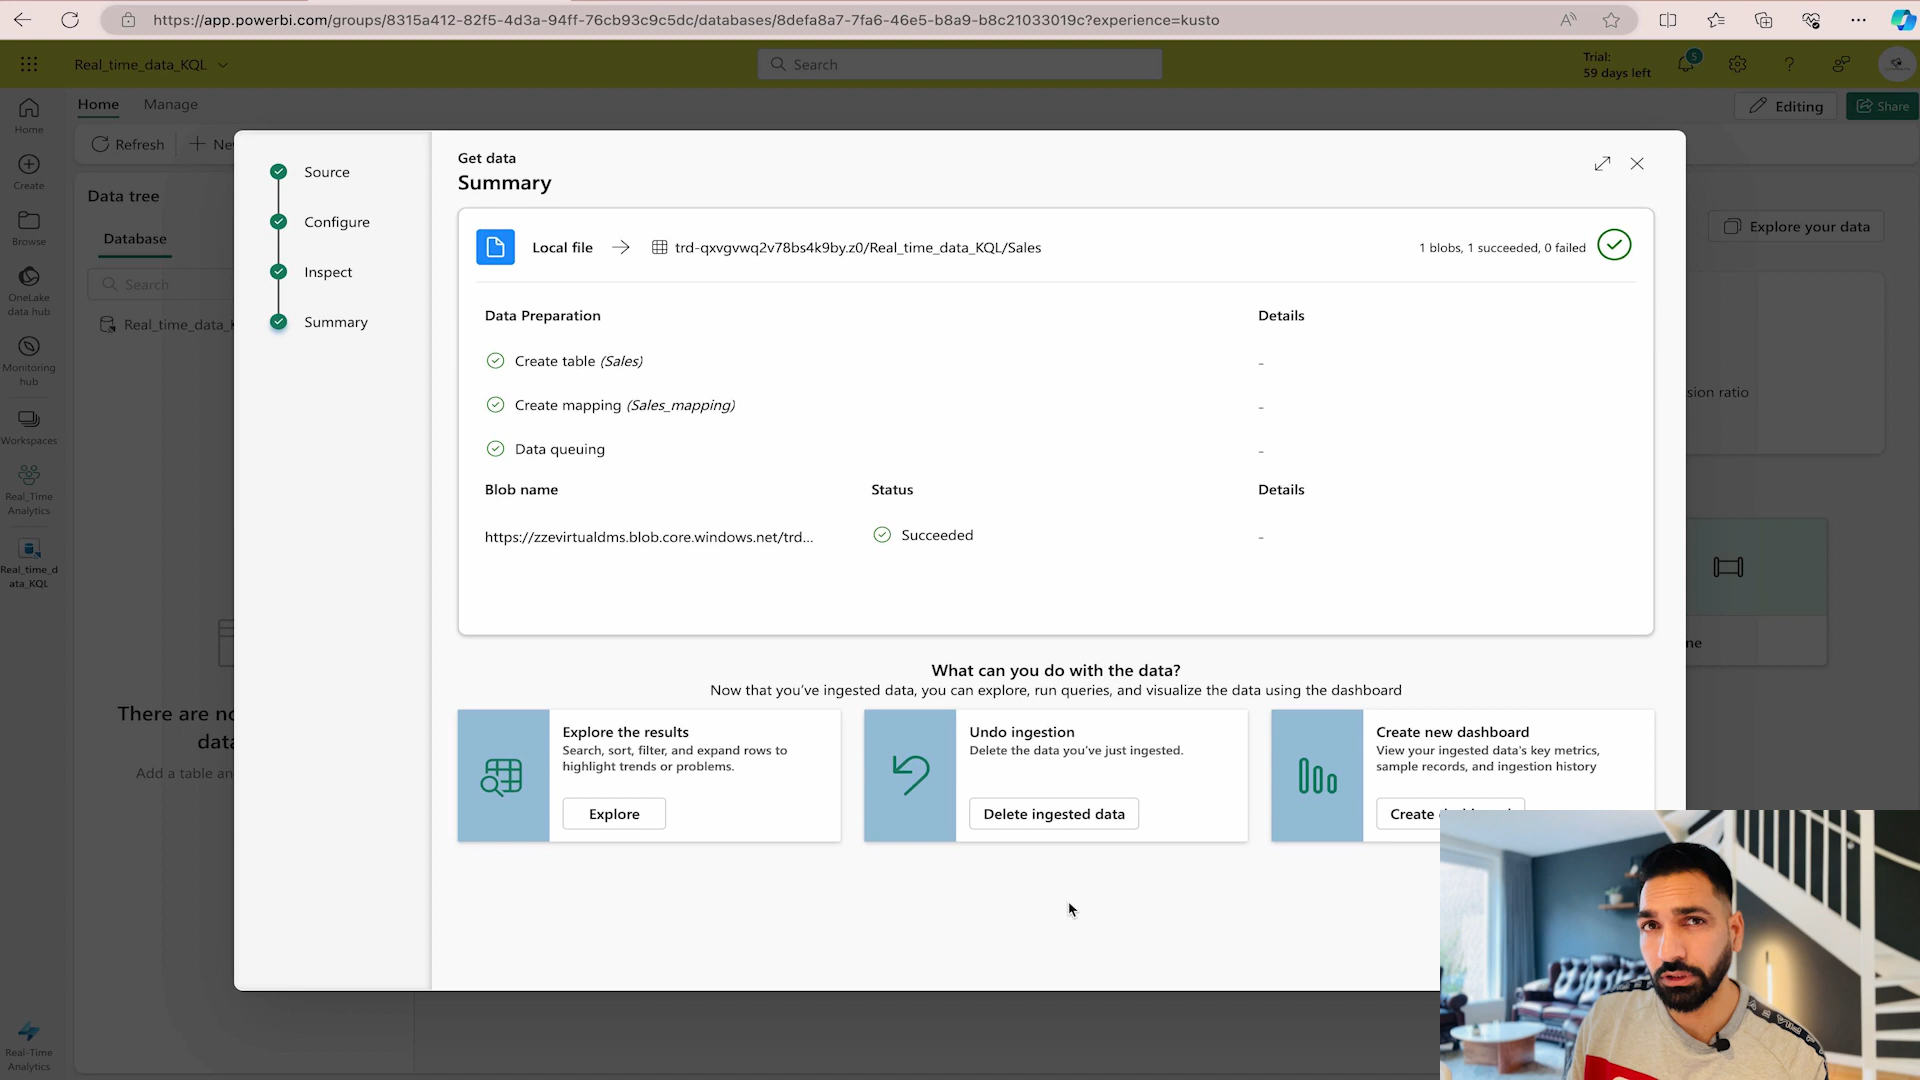 https://app.powerbi.com/groups/8315a412-82f5-4d3a-94ff-76cb93c9c5dc/databases/8defa8a7-7fa6-46e5-b8a9-b8c21033019c?experience=kusto
Real_time_data_KQL
Search
Trial:
59 days left
5
Home
Manage
Editing
Share
Refresh
Ne
Home
Create
Browse
OneLake
data hub
Monitoring
hub
Workspaces
Real_Time
Analytics
Real_time_d
ata_KQL
Real-Time
Analytics
Data tree
Database
Search
Real_time_data_K
There are no
data
Add a table an
Explore your data
sion ratio
ne
Source
Configure
Inspect
Summary
Get data
Summary
Local file
trd-qxvgvwq2v78bs4k9by.z0/Real_time_data_KQL/Sales
1 blobs, 1 succeeded, 0 failed
Data Preparation
Details
Create table (Sales)
-
Create mapping (Sales_mapping)
-
Data queuing
-
Blob name
Status
Details
https://zzevirtualdms.blob.core.windows.net/trd...
Succeeded
-
What can you do with the data?
Now that you've ingested data, you can explore, run queries, and visualize the data using the dashboard
Explore the results
Search, sort, filter, and expand rows to
highlight trends or problems.
Explore
Undo ingestion
Delete the data you've just ingested.
Delete ingested data
Create new dashboard
View your ingested data's key metrics,
sample records, and ingestion history
Create